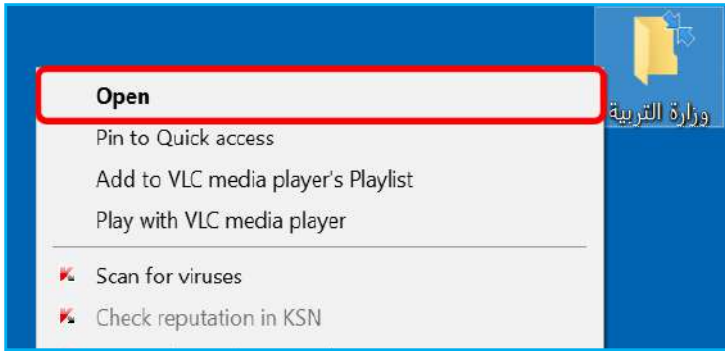 وزارة التربية
Open
Pin to Quick access
Add to VLC media player's Playlist
Play with VLC media player
Scan for viruses
Check reputation in KSN